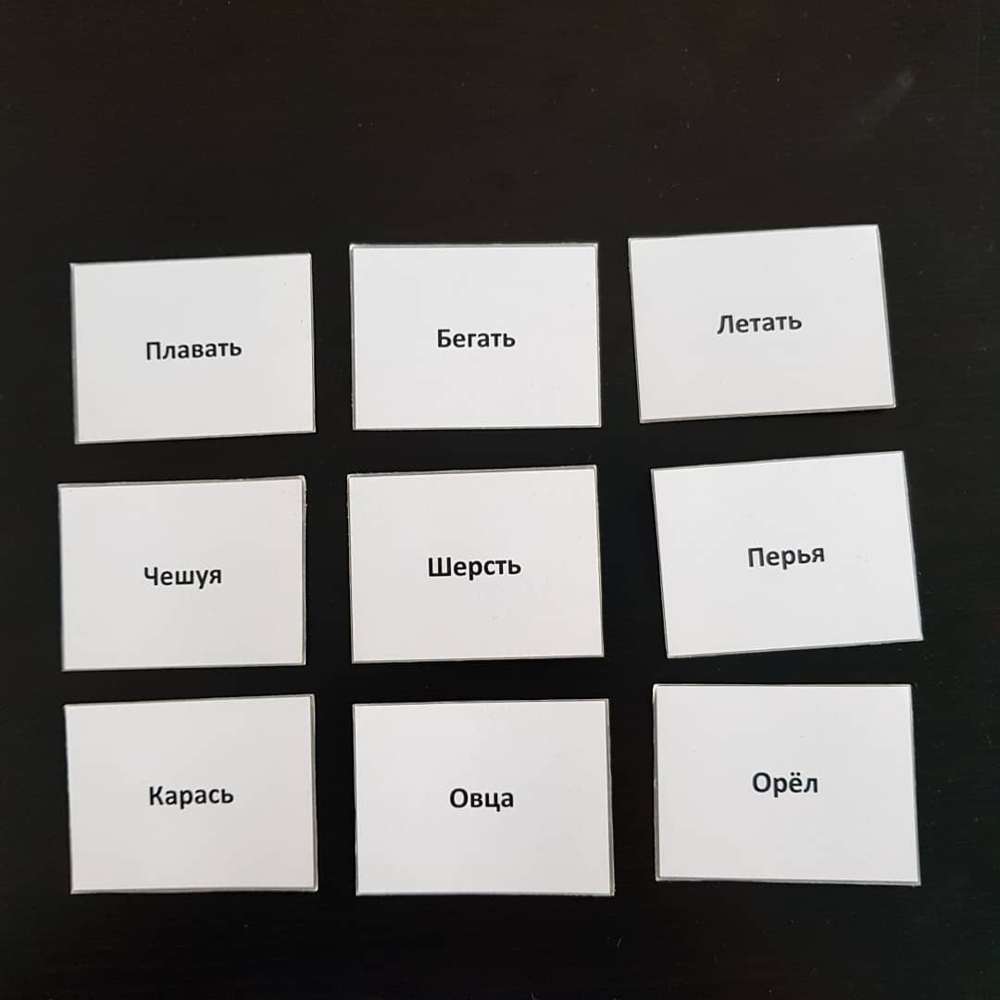 Плавать
Бегать
Летать
Чешуя
Шерсть
Перья
Карась
Овца
Орёл